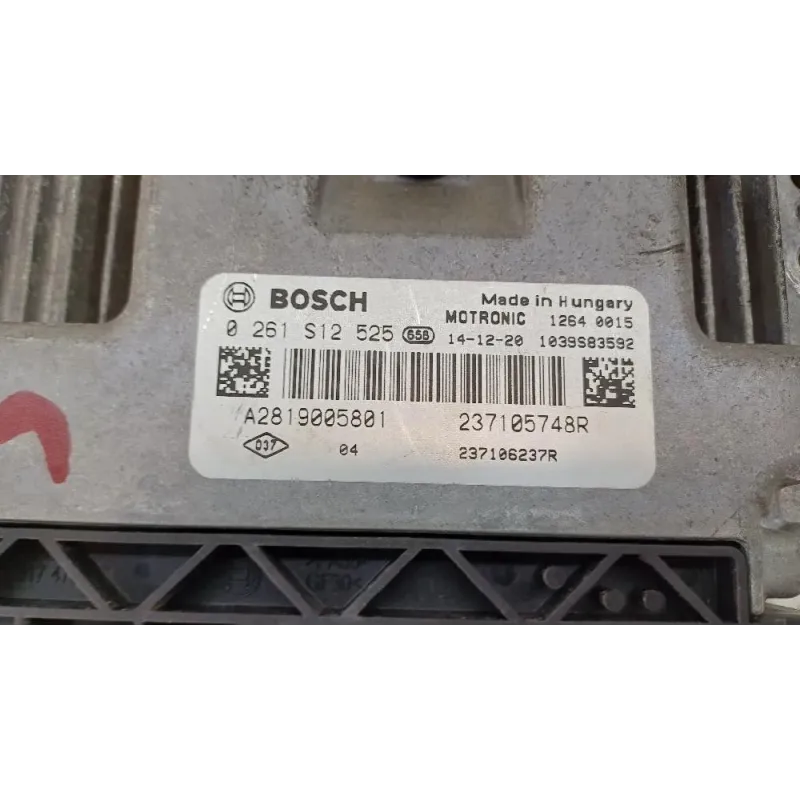 BOSCH Made in Hungary
MOTRONIC 1264 0015
0 261 S12 525 656 14-12-20 1039S83592
A2819005801 237105748R
037 04 237106237R